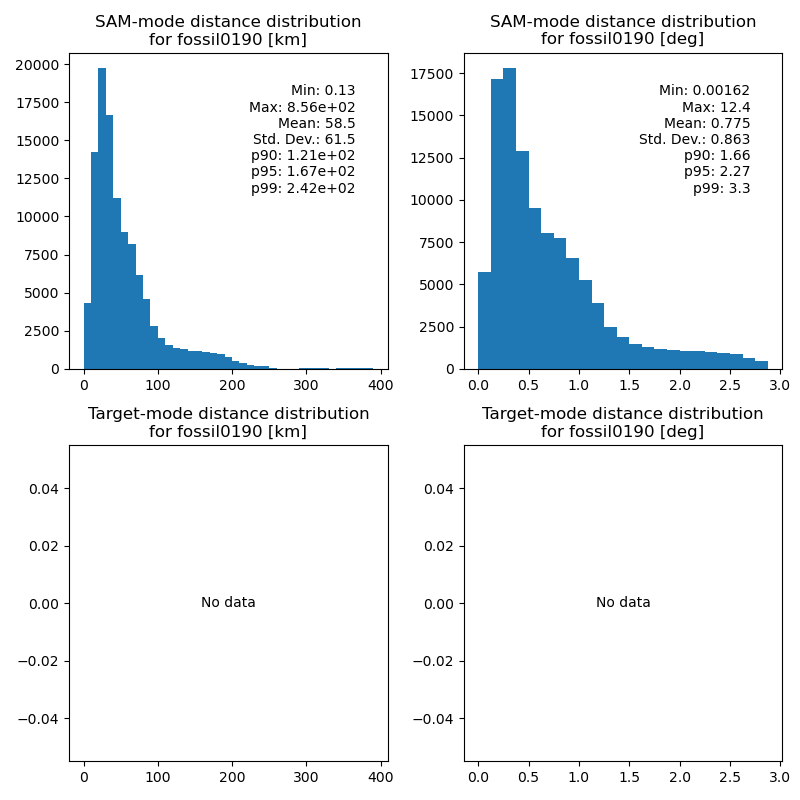 SAM-mode distance distribution
for fossil0190 [km]
20000
17500
15000
12500
10000
7500
5000
2500
0
Min: 0.13
Max: 8.56e+02
Mean: 58.5
Std. Dev.: 61.5
p90: 1.21e+02
p95: 1.67e+02
p99: 2.42e+02
0 100 200 300 400
SAM-mode distance distribution
for fossil0190 [deg]
17500
15000
12500
10000
7500
5000
2500
0
Min: 0.00162
Max: 12.4
Mean: 0.775
Std. Dev.: 0.863
p90: 1.66
p95: 2.27
p99: 3.3
0.0 0.5 1.0 1.5 2.0 2.5 3.0
Target-mode distance distribution
for fossil0190 [km]
0.04
0.02
0.00
−0.02
−0.04
No data
0 100 200 300 400
Target-mode distance distribution
for fossil0190 [deg]
0.04
0.02
0.00
−0.02
−0.04
No data
0.0 0.5 1.0 1.5 2.0 2.5 3.0